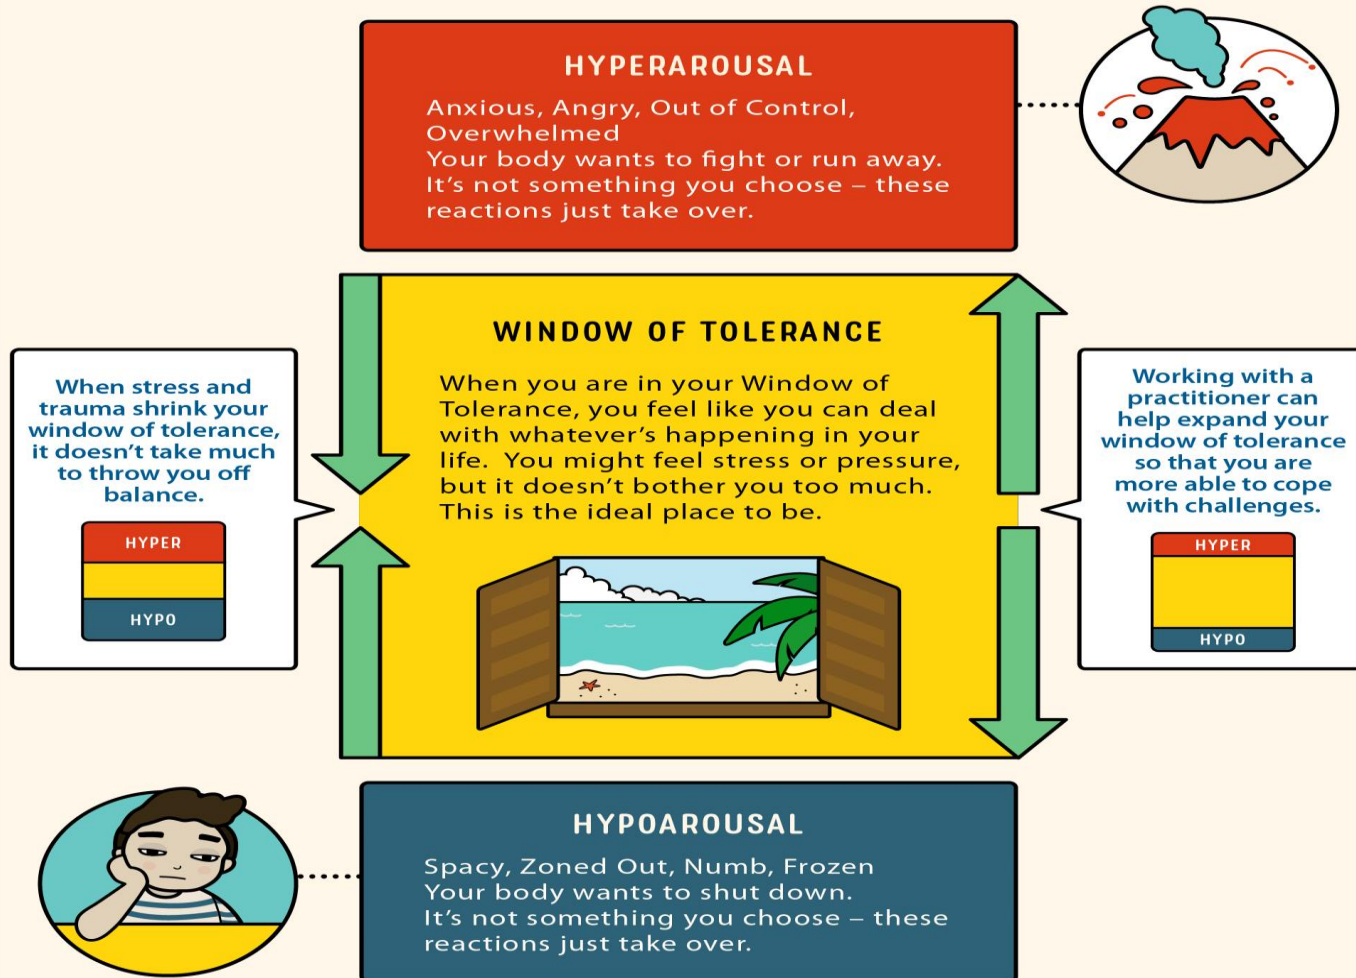 HYPERAROUSAL
Anxious, Angry, Out of Control,
Overwhelmed
Your body wants to fight or run away.
It's not something you choose – these
reactions just take over.
WINDOW OF TOLERANCE
When you are in your Window of
Tolerance, you feel like you can deal
with whatever's happening in your
life.  You might feel stress or pressure,
but it doesn't bother you too much.
This is the ideal place to be.
When stress and
trauma shrink your
window of tolerance,
it doesn't take much
to throw you off
balance.
HYPER
HYPO
Working with a
practitioner can
help expand your
window of tolerance
so that you are
more able to cope
with challenges.
HYPER
HYPO
HYPOAROUSAL
Spacy, Zoned Out, Numb, Frozen
Your body wants to shut down.
It's not something you choose – these
reactions just take over.